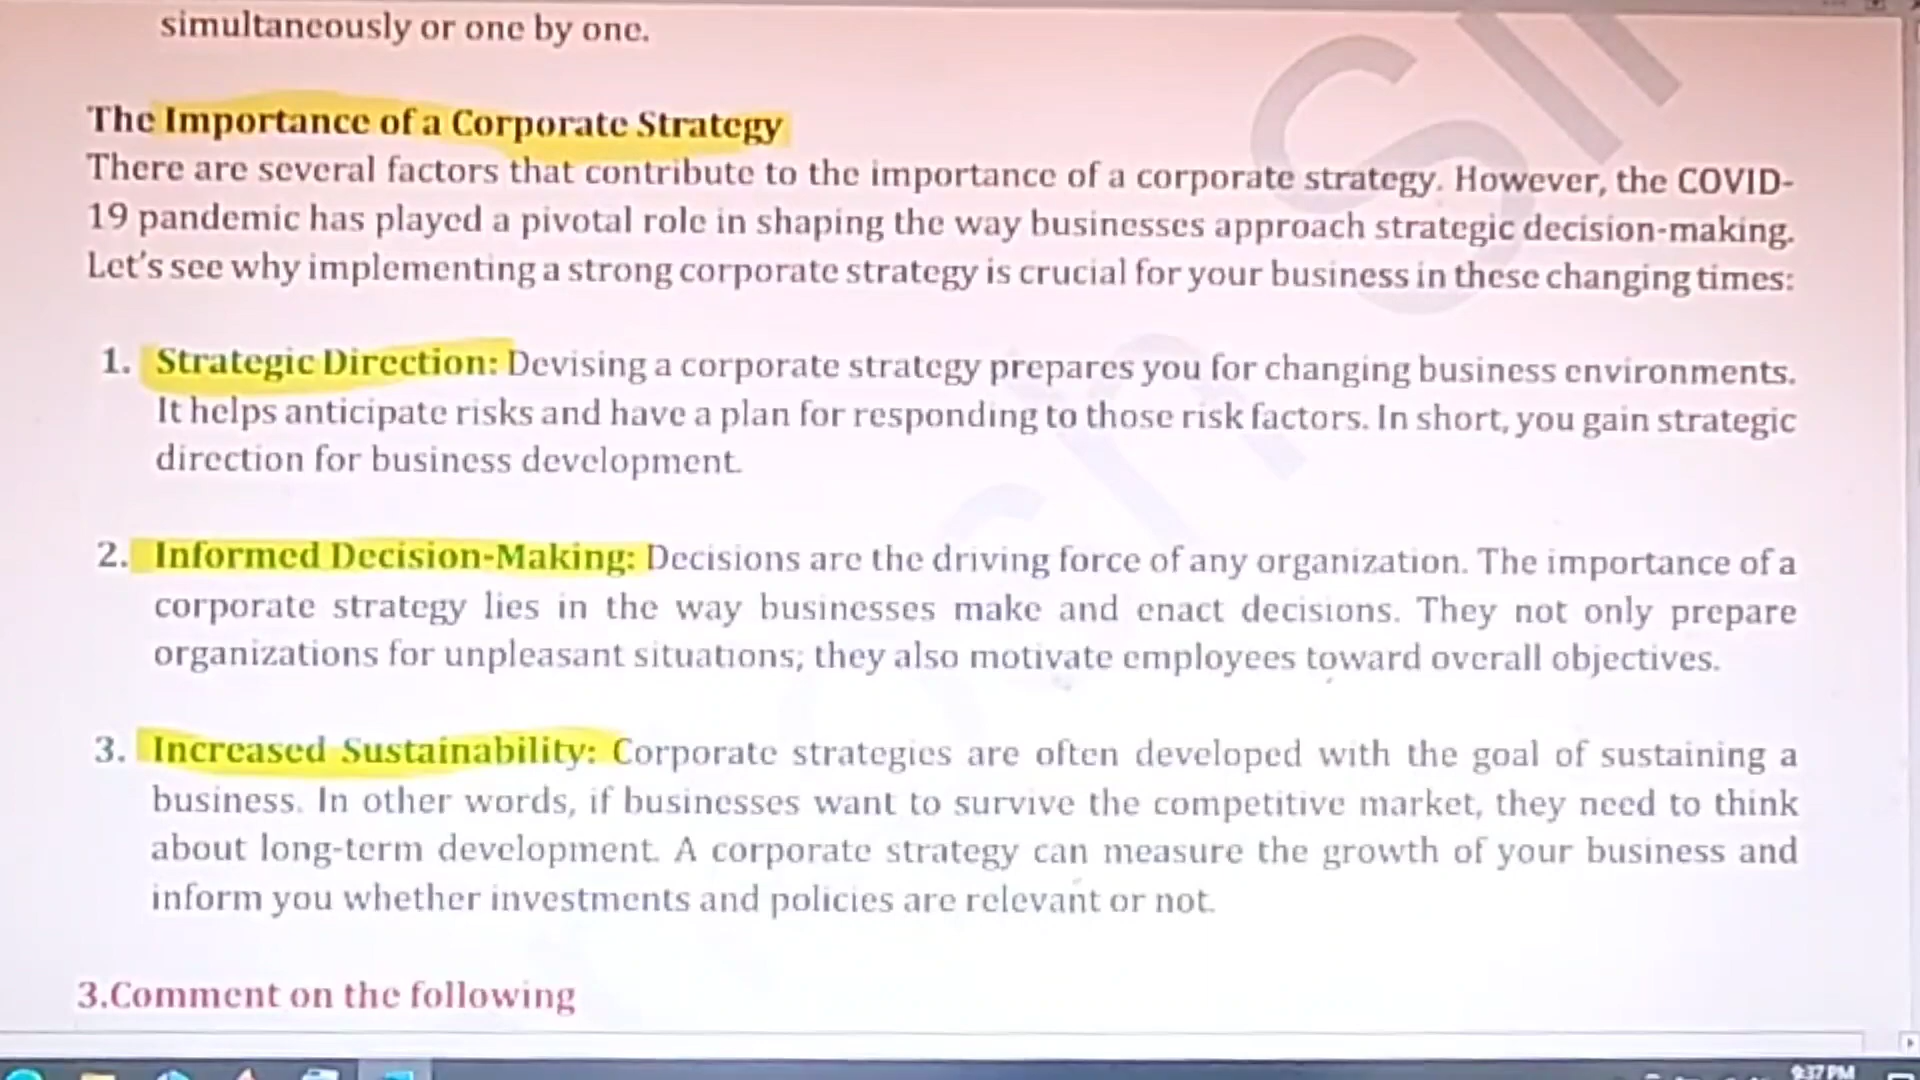 simultaneously or one by one.
The Importance of a Corporate Strategy
There are several factors that contribute to the importance of a corporate strategy. However, the COVID-
19 pandemic has played a pivotal role in shaping the way businesses approach strategic decision-making.
Let's see why implementing a strong corporate strategy is crucial for your business in these changing times:
1. Strategic Direction: Devising a corporate strategy prepares you for changing business environments.
It helps anticipate risks and have a plan for responding to those risk factors. In short, you gain strategic
direction for business development.
2. Informed Decision-Making: Decisions are the driving force of any organization. The importance of a
corporate strategy lies in the way businesses make and enact decisions. They not only prepare
organizations for unpleasant situations; they also motivate employees toward overall objectives.
3. Increased Sustainability: Corporate strategies are often developed with the goal of sustaining a
business. In other words, if businesses want to survive the competitive market, they need to think
about long-term development. A corporate strategy can measure the growth of your business and
inform you whether investments and policies are relevant or not.
3.Comment on the following
9:37 PM